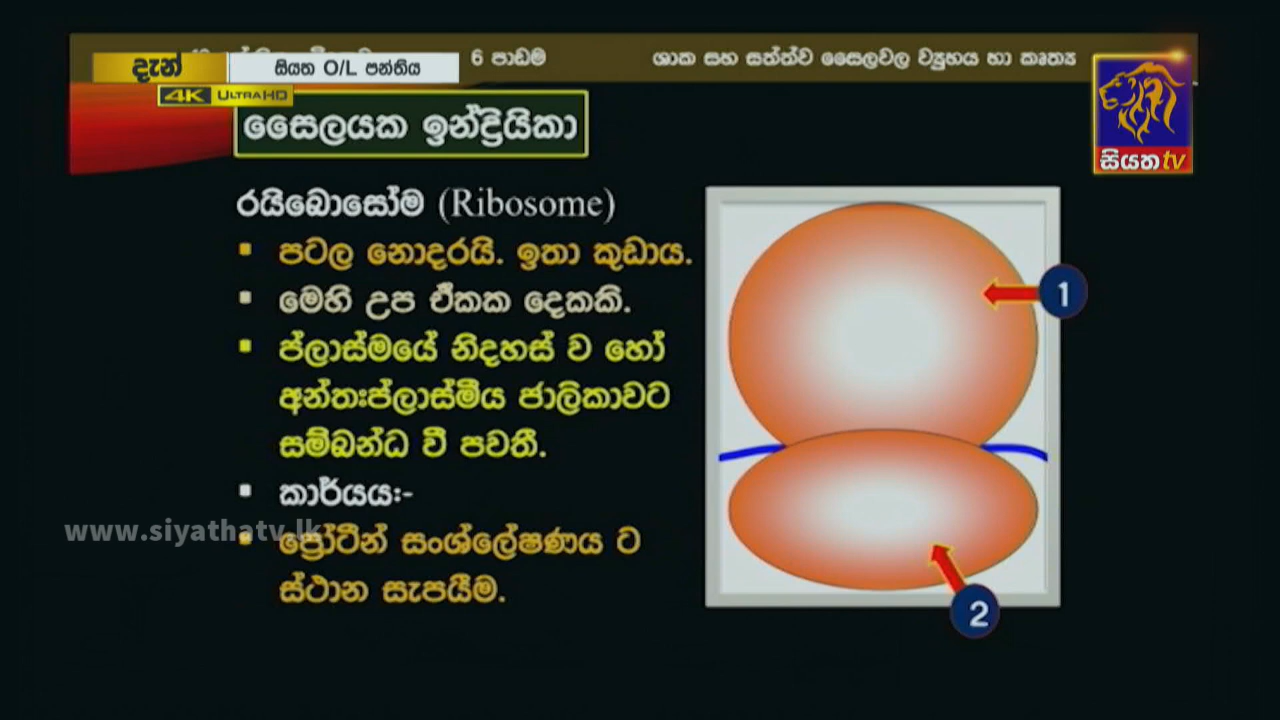 6 පාඩම
ශාක සහ සත්ත්ව සෛලවල ව්‍යුහය හා කෘත්‍ය
දැන්
සියත O/L පන්තිය
4K ULTRA HD
සියත tv
සෛලයක ඉන්ද්‍රියිකා
රයිබොසෝම (Ribosome)
▪ පටල නොදරයි. ඉතා කුඩාය.
▪ මෙහි උප ඒකක දෙකකි.
▪ ප්ලාස්මයේ නිදහස් ව හෝ
අන්තඃප්ලාස්මීය ජාලිකාවට
සම්බන්ධ වී පවතී.
▪ කාර්යයඃ-
www.siyathatv.lk
▪ ප්‍රෝටීන් සංශ්ලේෂණය ට
ස්ථාන සැපයීම.
1
2